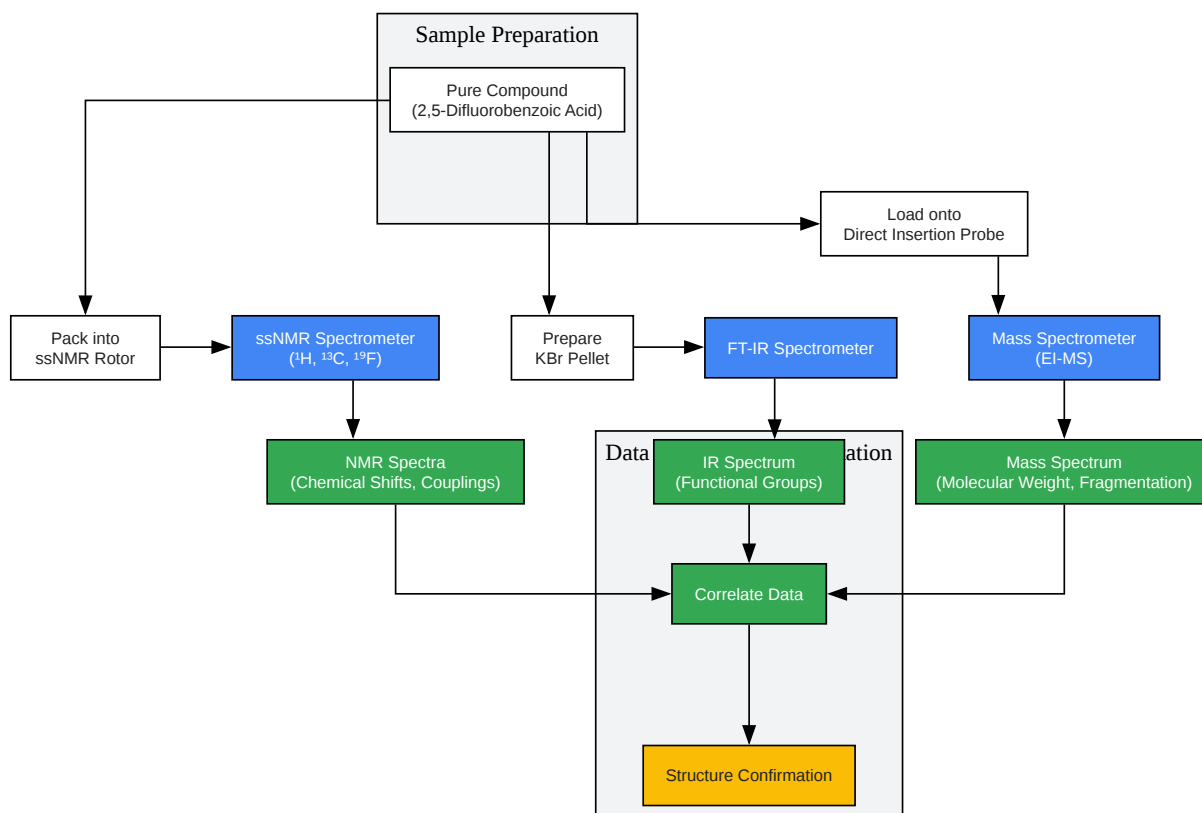 Sample Preparation
Pure Compound
(2,5-Difluorobenzoic Acid)
Load onto
Direct Insertion Probe
Pack into
ssNMR Rotor
ssNMR Spectrometer
(¹H, ¹³C, ¹⁹F)
Prepare
KBr Pellet
FT-IR Spectrometer
Mass Spectrometer
(EI-MS)
Data
NMR Spectra
(Chemical Shifts, Couplings)
IR Spectrum
(Functional Groups)
Mass Spectrum
(Molecular Weight, Fragmentation)
Correlate Data
Structure Confirmation